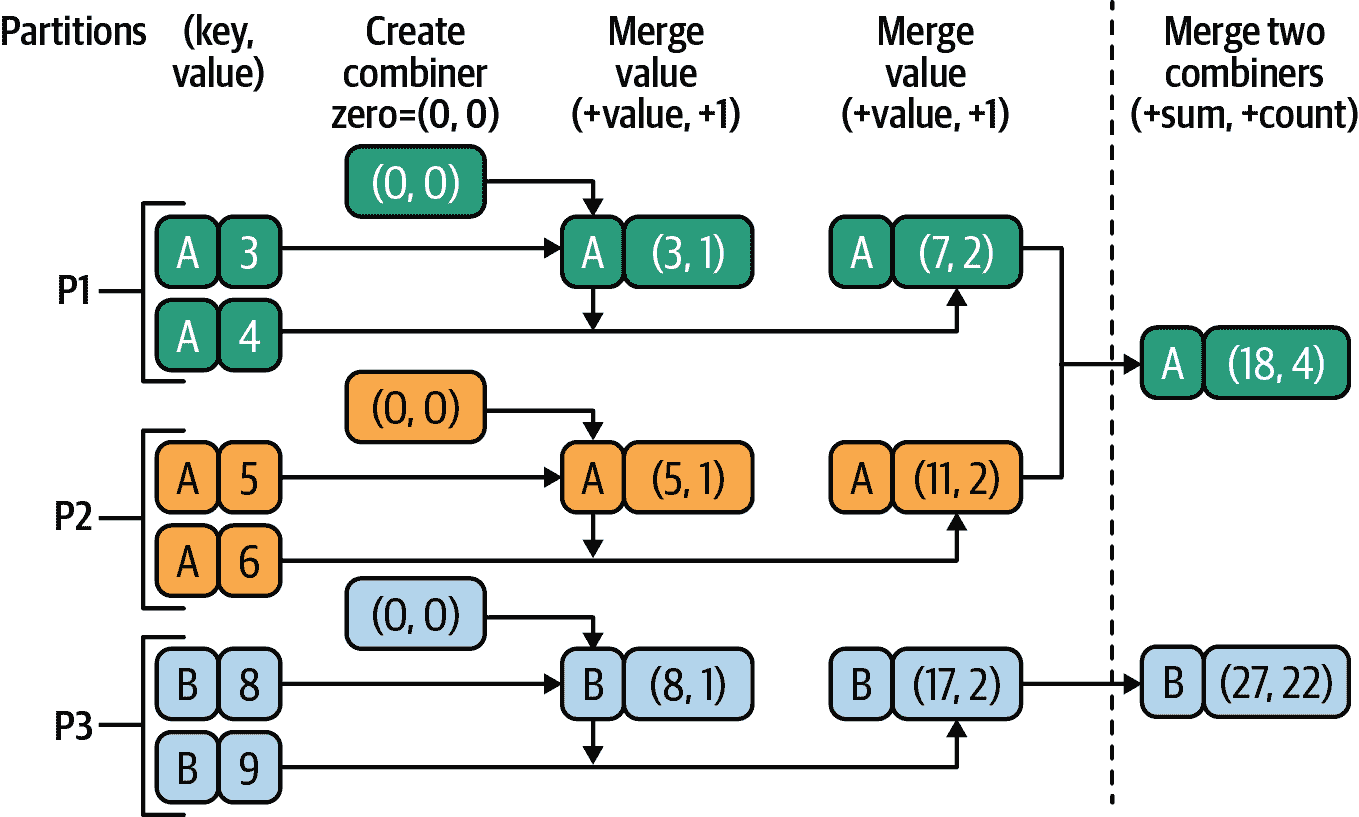 Partitions
(key,
value)
Create
combiner
zero=(0, 0)
Merge
value
(+value, +1)
Merge
value
(+value, +1)
Merge two
combiners
(+sum, +count)
(0, 0)
A 3
A (3, 1)
A (7, 2)
P1
A 4
A (18, 4)
(0, 0)
A 5
A (5, 1)
A (11, 2)
P2
A 6
(0, 0)
B 8
B (8, 1)
B (17, 2)
B (27, 22)
P3
B 9